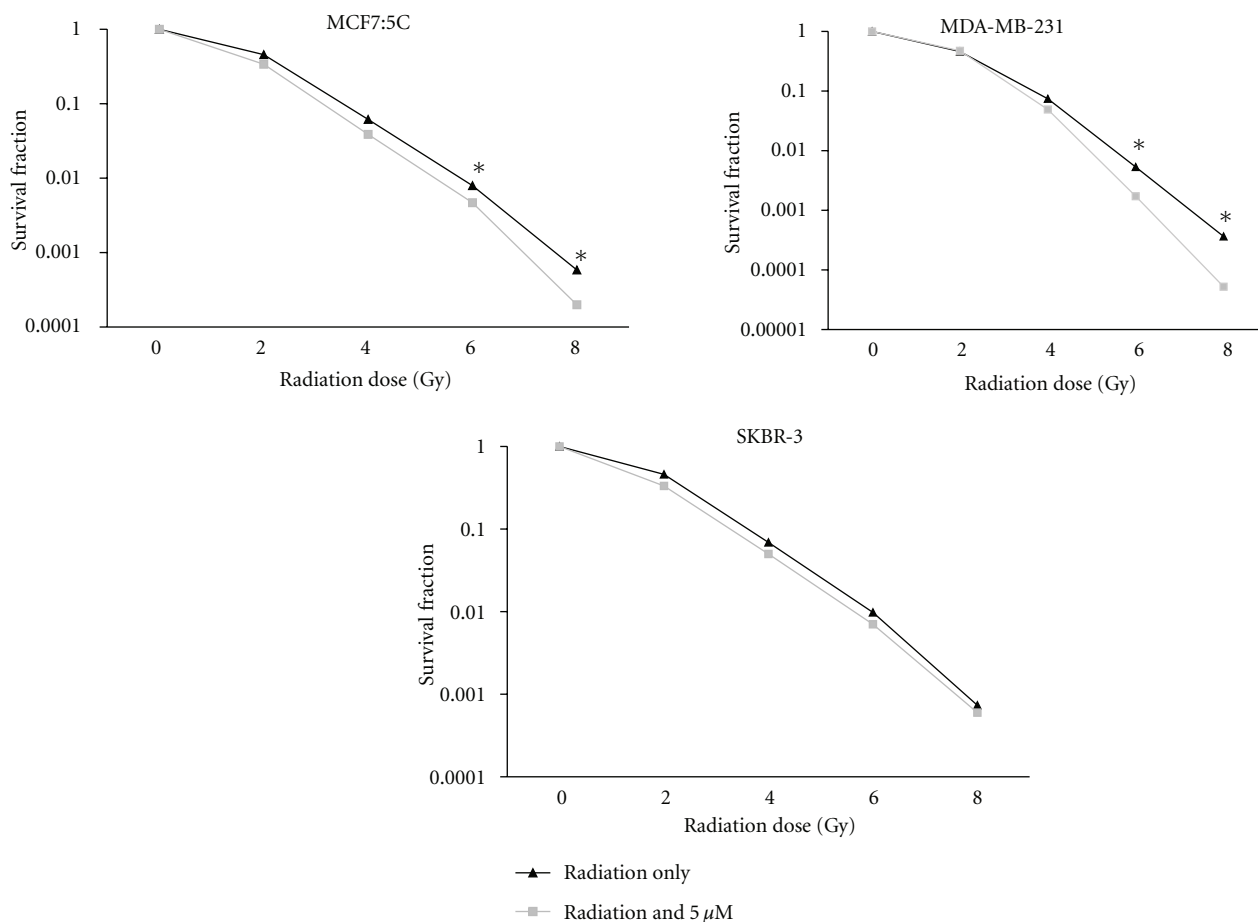 MCF7:5C
1
0.1
0.01
0.001
0.0001
Survival fraction
*
*
0 2 4 6 8
Radiation dose (Gy)
MDA-MB-231
1
0.1
0.01
0.001
0.0001
0.00001
Survival fraction
*
*
0 2 4 6 8
Radiation dose (Gy)
SKBR-3
1
0.1
0.01
0.001
0.0001
Survival fraction
0 2 4 6 8
Radiation dose (Gy)
Radiation only
Radiation and 5 µM